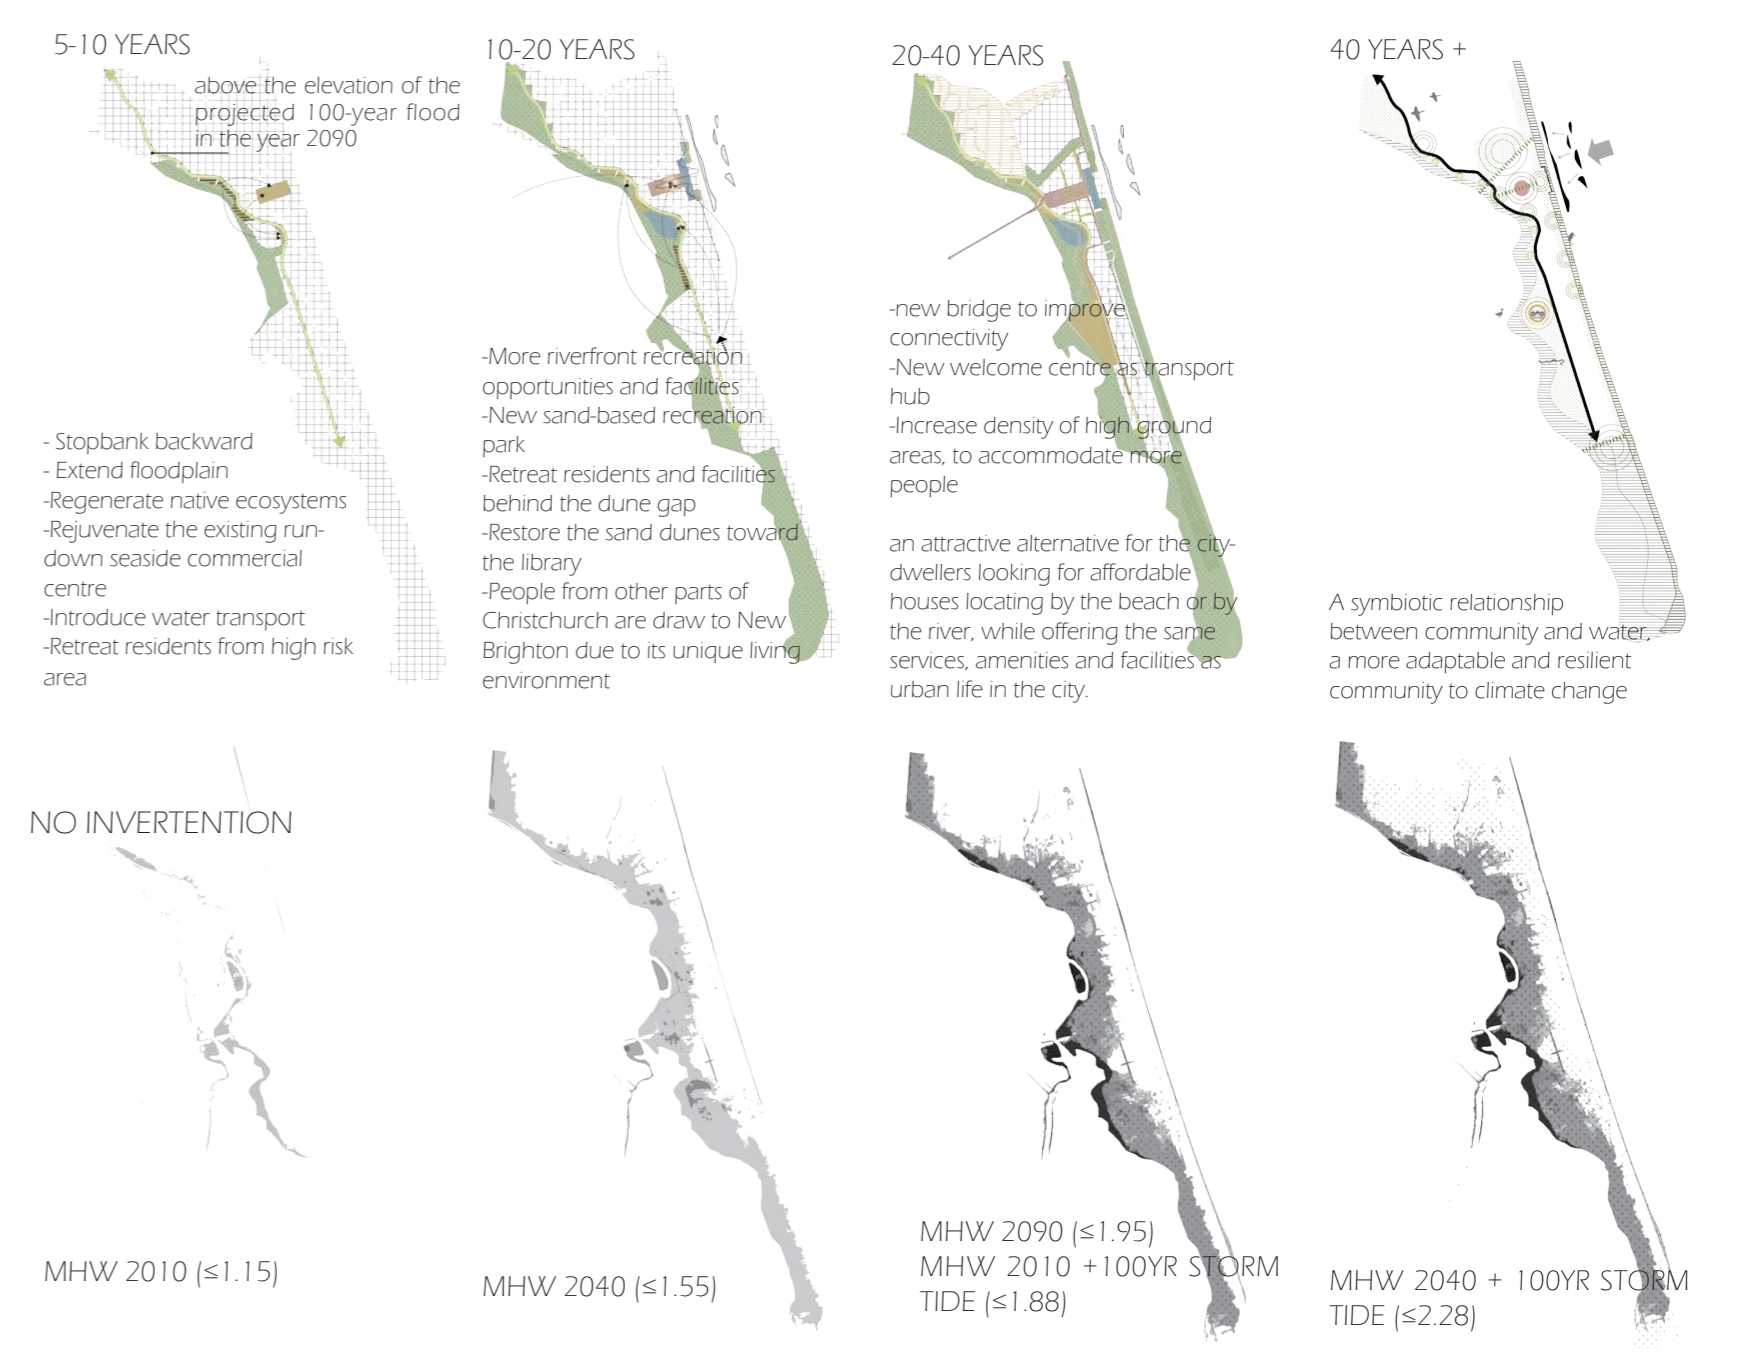 5-10 YEARS
above the elevation of the
projected 100-year flood
in the year 2090
- Stopbank backward
- Extend floodplain
-Regenerate native ecosystems
-Rejuvenate the existing run-
down seaside commercial
centre
-Introduce water transport
-Retreat residents from high risk
area
10-20 YEARS
-More riverfront recreation
opportunities and facilities
-New sand-based recreation
park
-Retreat residents and facilities
behind the dune gap
-Restore the sand dunes toward
the library
-People from other parts of
Christchurch are draw to New
Brighton due to its unique living
environment
20-40 YEARS
-new bridge to improve
connectivity
-New welcome centre as transport
hub
-Increase density of high ground
areas, to accommodate more
people
an attractive alternative for the city-
dwellers looking for affordable
houses locating by the beach or by
the river, while offering the same
services, amenities and facilities as
urban life in the city.
40 YEARS +
A symbiotic relationship
between community and water,
a more adaptable and resilient
community to climate change
NO INVERTENTION
MHW 2010 (≤1.15)
MHW 2040 (≤1.55)
MHW 2090 (≤1.95)
MHW 2010 +100YR STORM
TIDE (≤1.88)
MHW 2040 + 100YR STORM
TIDE (≤2.28)